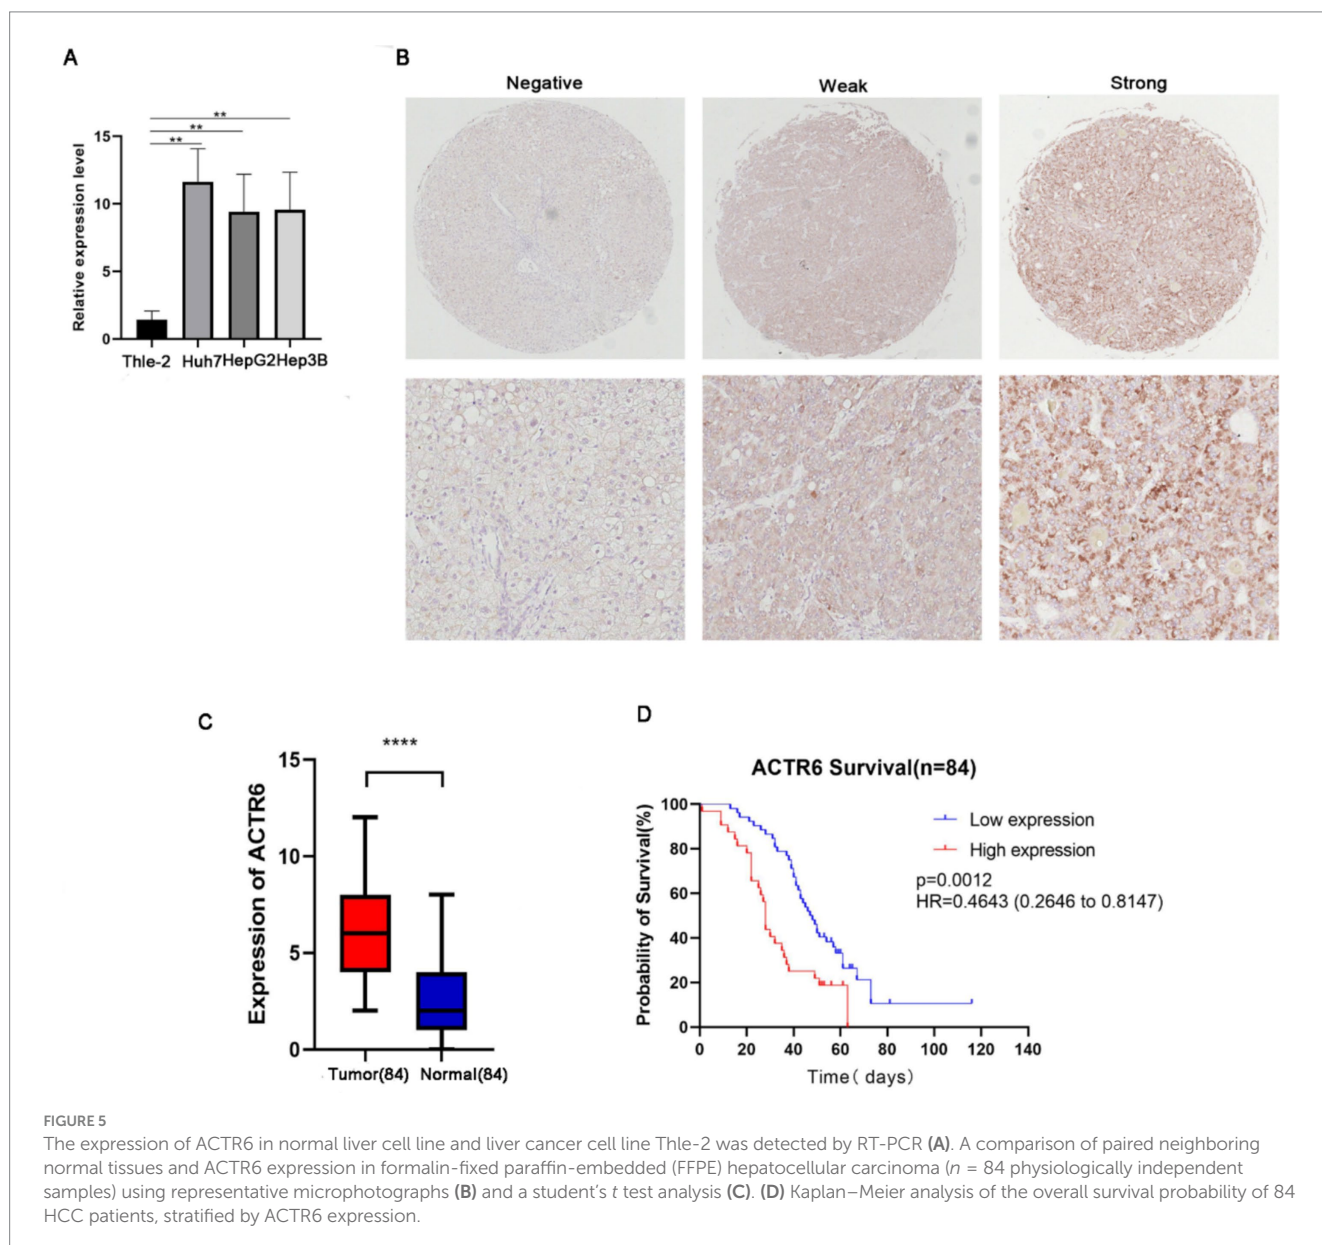 A
Relative expression level
15
10
5
0
**
**
**
Thle-2 Huh7 HepG2 Hep3B
B
Negative
Weak
Strong
C
Expression of ACTR6
15
10
5
0
****
Tumor(84) Normal(84)
D
ACTR6 Survival(n=84)
Probability of Survival(%)
100
80
60
40
20
0
Low expression
High expression
p=0.0012
HR=0.4643 (0.2646 to 0.8147)
0 20 40 60 80 100 120 140
Time( days)
FIGURE 5
The expression of ACTR6 in normal liver cell line and liver cancer cell line Thle-2 was detected by RT-PCR (A). A comparison of paired neighboring
normal tissues and ACTR6 expression in formalin-fixed paraffin-embedded (FFPE) hepatocellular carcinoma (n = 84 physiologically independent
samples) using representative microphotographs (B) and a student's t test analysis (C). (D) Kaplan–Meier analysis of the overall survival probability of 84
HCC patients, stratified by ACTR6 expression.